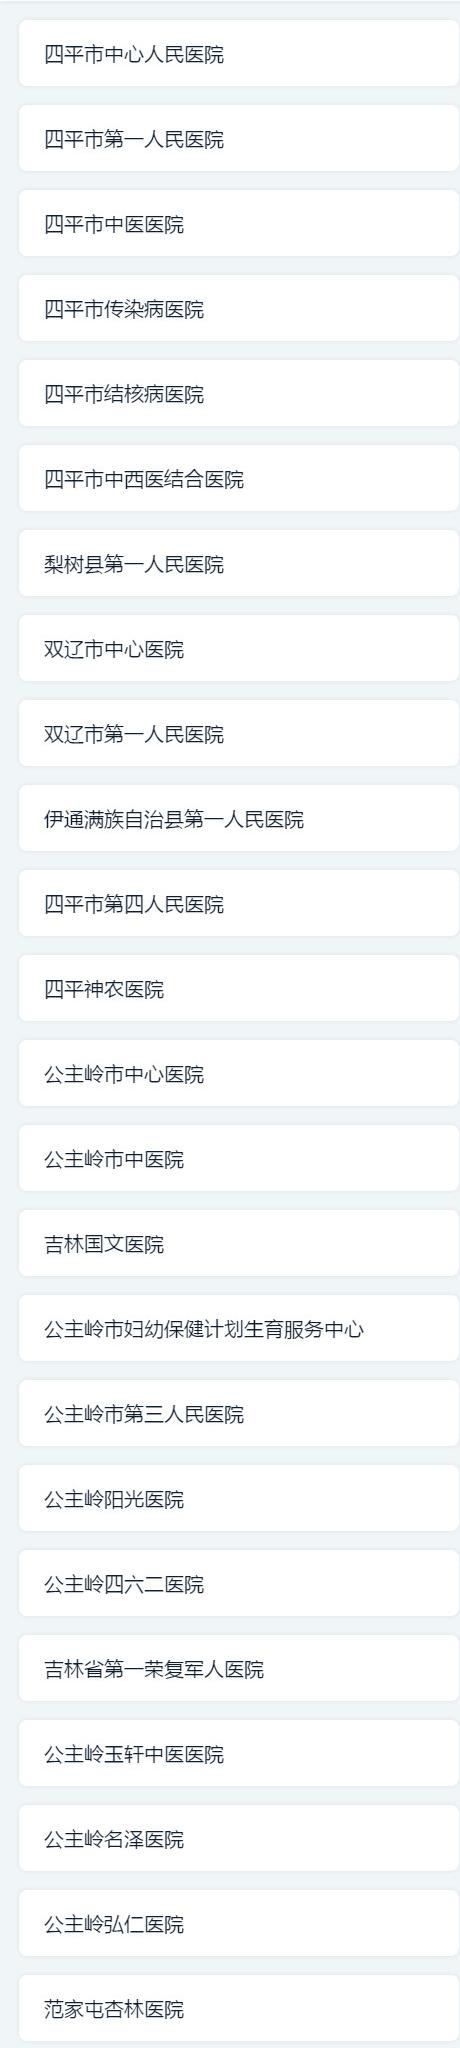 四平市中心人民医院
四平市第一人民医院
四平市中医医院
四平市传染病医院
四平市结核病医院
四平市中西医结合医院
梨树县第一人民医院
双辽市中心医院
双辽市第一人民医院
伊通满族自治县第一人民医院
四平市第四人民医院
四平神农医院
公主岭市中心医院
公主岭市中医院
吉林国文医院
公主岭市妇幼保健计划生育服务中心
公主岭市第三人民医院
公主岭阳光医院
公主岭四六二医院
吉林省第一荣复军人医院
公主岭玉轩中医医院
公主岭名泽医院
公主岭弘仁医院
范家屯杏林医院